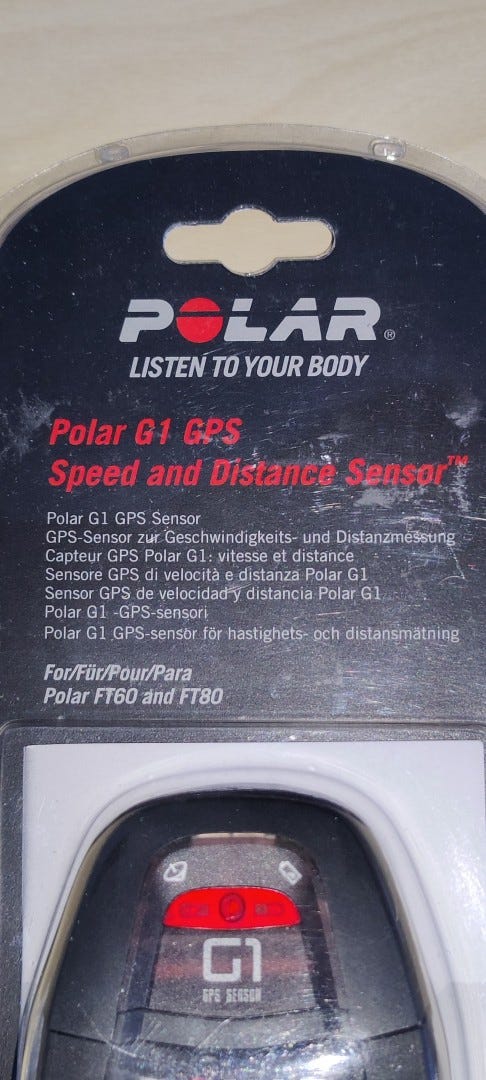 POLAR®
LISTEN TO YOUR BODY
Polar G1 GPS
Speed and Distance Sensor™
Polar G1 GPS Sensor
GPS-Sensor zur Geschwindigkeits- und Distanzmessung
Capteur GPS Polar G1: vitesse et distance
Sensore GPS di velocità e distanza Polar G1
Sensor GPS de velocidad y distancia Polar G1
Polar G1 -GPS-sensori
Polar G1 GPS-sensor för hastighets- och distansmätning
For/Für/Pour/Para
Polar FT60 and FT80
G1
GPS SENSOR